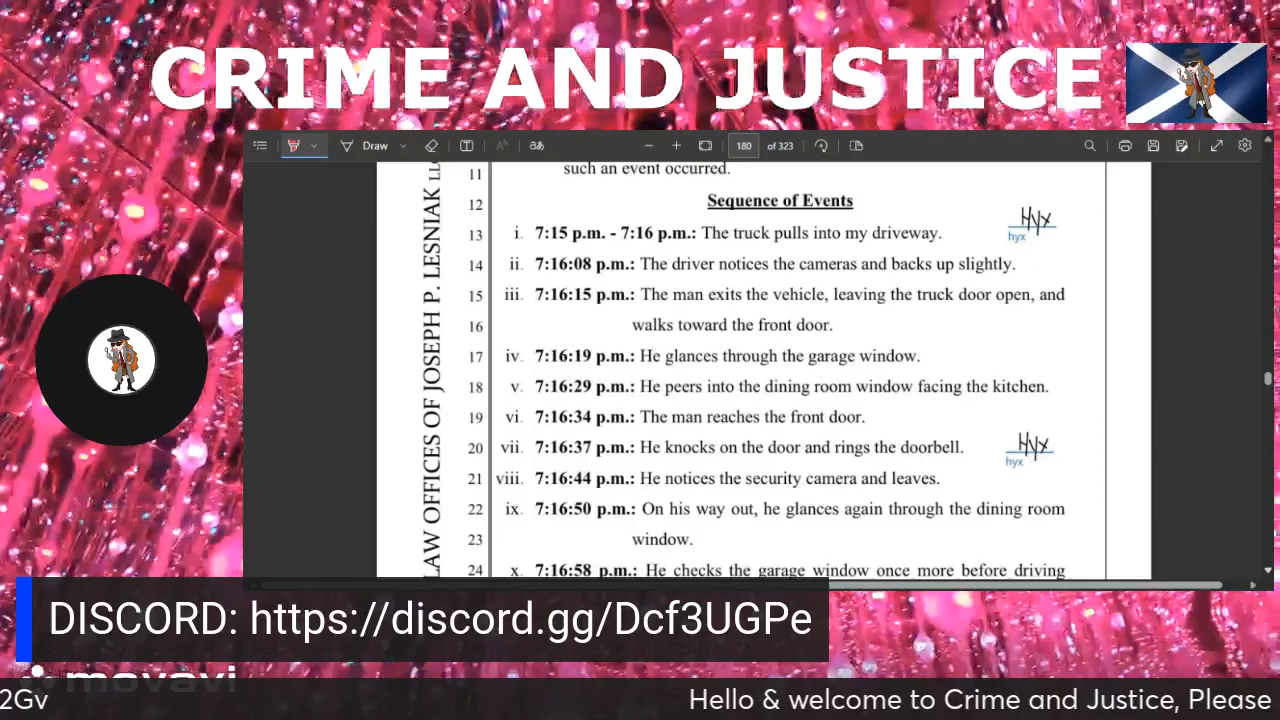 CRIME AND JUSTICE
Draw
aあ
180 of 323
11 such an event occurred.
12 Sequence of Events
Hyx
13 i. 7:15 p.m. - 7:16 p.m.: The truck pulls into my driveway.
hyx
14 ii. 7:16:08 p.m.: The driver notices the cameras and backs up slightly.
15 iii. 7:16:15 p.m.: The man exits the vehicle, leaving the truck door open, and
16 walks toward the front door.
17 iv. 7:16:19 p.m.: He glances through the garage window.
18 v. 7:16:29 p.m.: He peers into the dining room window facing the kitchen.
19 vi. 7:16:34 p.m.: The man reaches the front door.
20 vii. 7:16:37 p.m.: He knocks on the door and rings the doorbell.
Hyx
hyx
21 viii. 7:16:44 p.m.: He notices the security camera and leaves.
22 ix. 7:16:50 p.m.: On his way out, he glances again through the dining room
23 window.
24 x. 7:16:58 p.m.: He checks the garage window once more before driving
LAW OFFICES OF JOSEPH P. LESNIAK
DISCORD: https://discord.gg/Dcf3UGPe
movavi
2Gv
Hello & welcome to Crime and Justice, Please